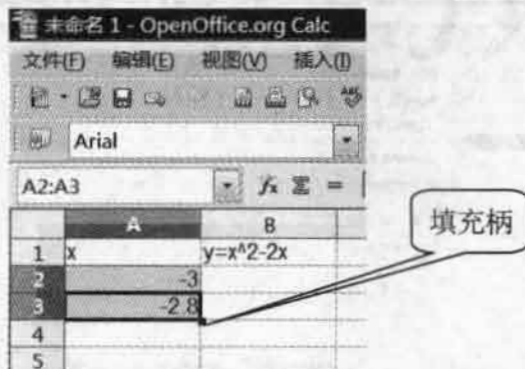 未命名 1 - OpenOffice.org Calc
文件(F) 编辑(E) 视图(V) 插入(I)
Arial
A2:A3
A B
1 x y=x^2-2x
2 -3
3 -2.8
4
5
填充柄